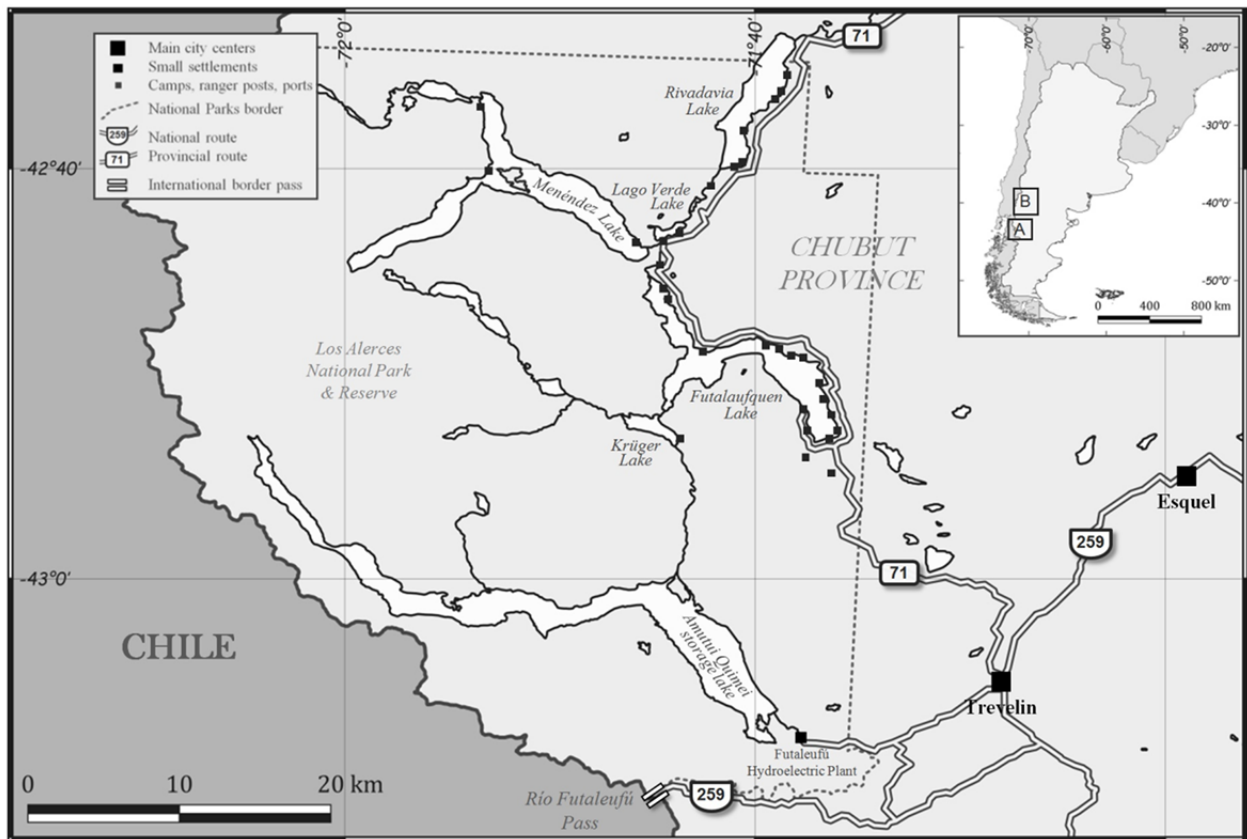 Main city centers
Small settlements
Camps, ranger posts, ports
National Parks border
259
National route
71
Provincial route
International border pass
-72°0'
71°40'
71
-70°0'
-60°0'
-50°0'
-20°0'
-30°0'
-40°0'
-50°0'
B
A
0 400 800 km
-42°40'
-43°0'
Rivadavia
Lake
Lago Verde
Lake
Menéndez Lake
CHUBUT
PROVINCE
Los Alerces
National Park
& Reserve
Futalaufquen
Lake
Krüger
Lake
Esquel
259
71
CHILE
Amutui Quimei
storage lake
Trevelin
Futaleufú
Hydroelectric Plant
0 10 20 km
Río Futaleufú
Pass
259